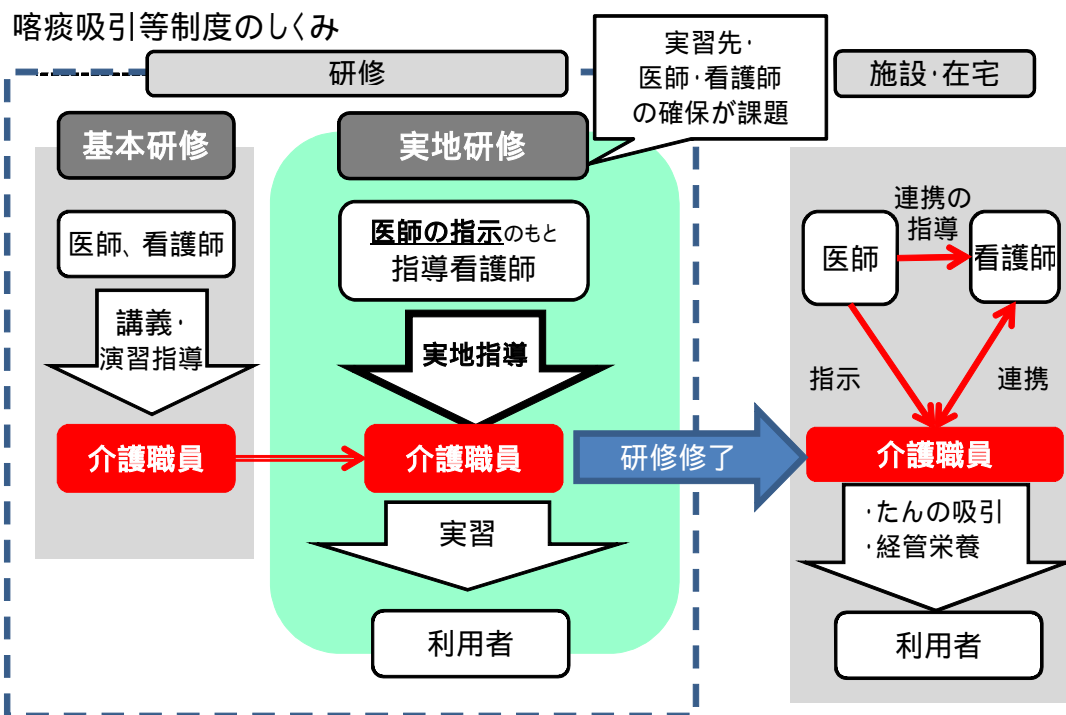 喀痰吸引等制度のしくみ
研修
実習先・
医師・看護師
の確保が課題
施設・在宅
基本研修
医師、看護師
講義・
演習指導
介護職員
実地研修
医師の指示のもと
指導看護師
実地指導
介護職員
実習
利用者
研修修了
医師
連携の
指導
看護師
指示
連携
介護職員
・たんの吸引
・経管栄養
利用者